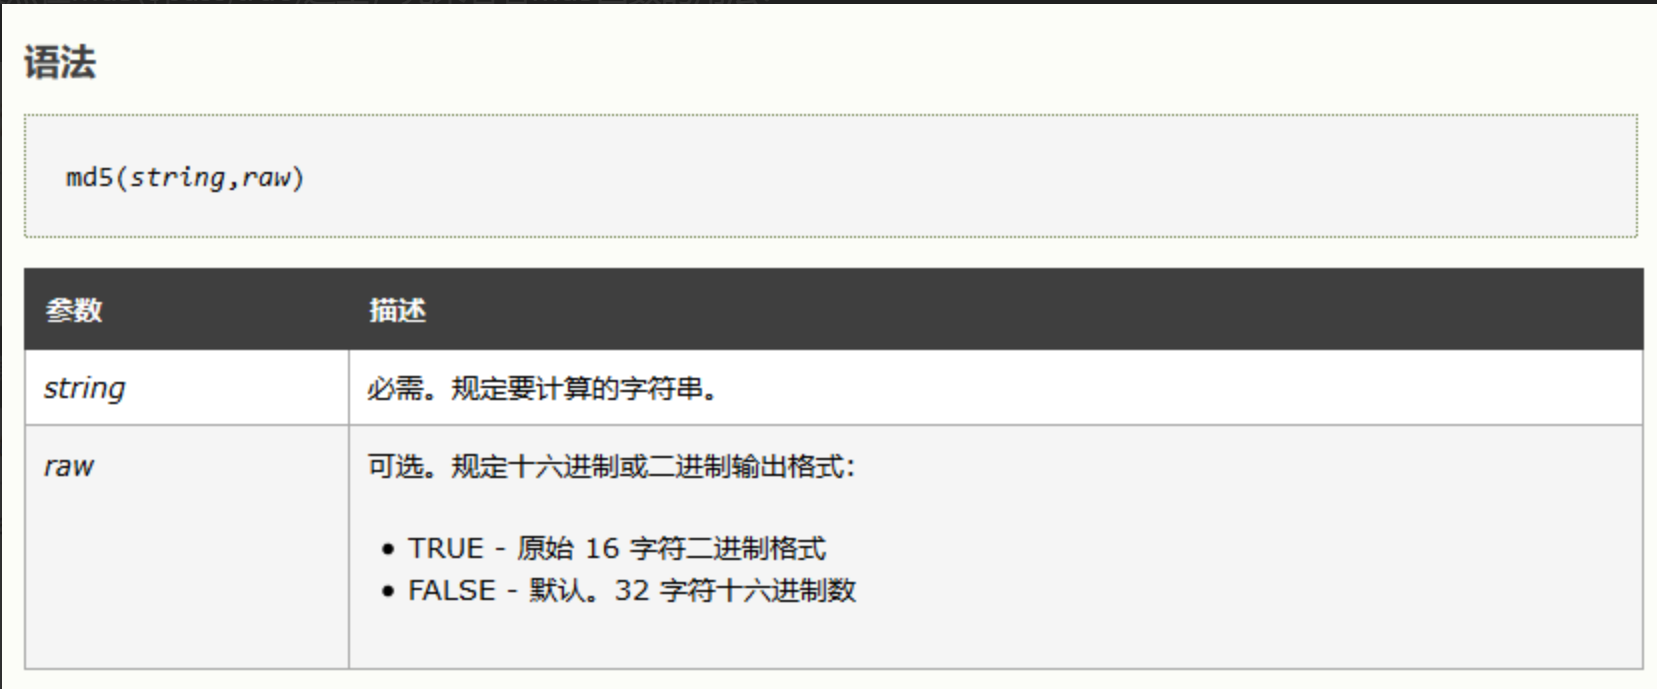 语法
md5(string,raw)
参数 描述
string 必需。规定要计算的字符串。
raw 可选。规定十六进制或二进制输出格式：
• TRUE - 原始 16 字符二进制格式
• FALSE - 默认。32 字符十六进制数